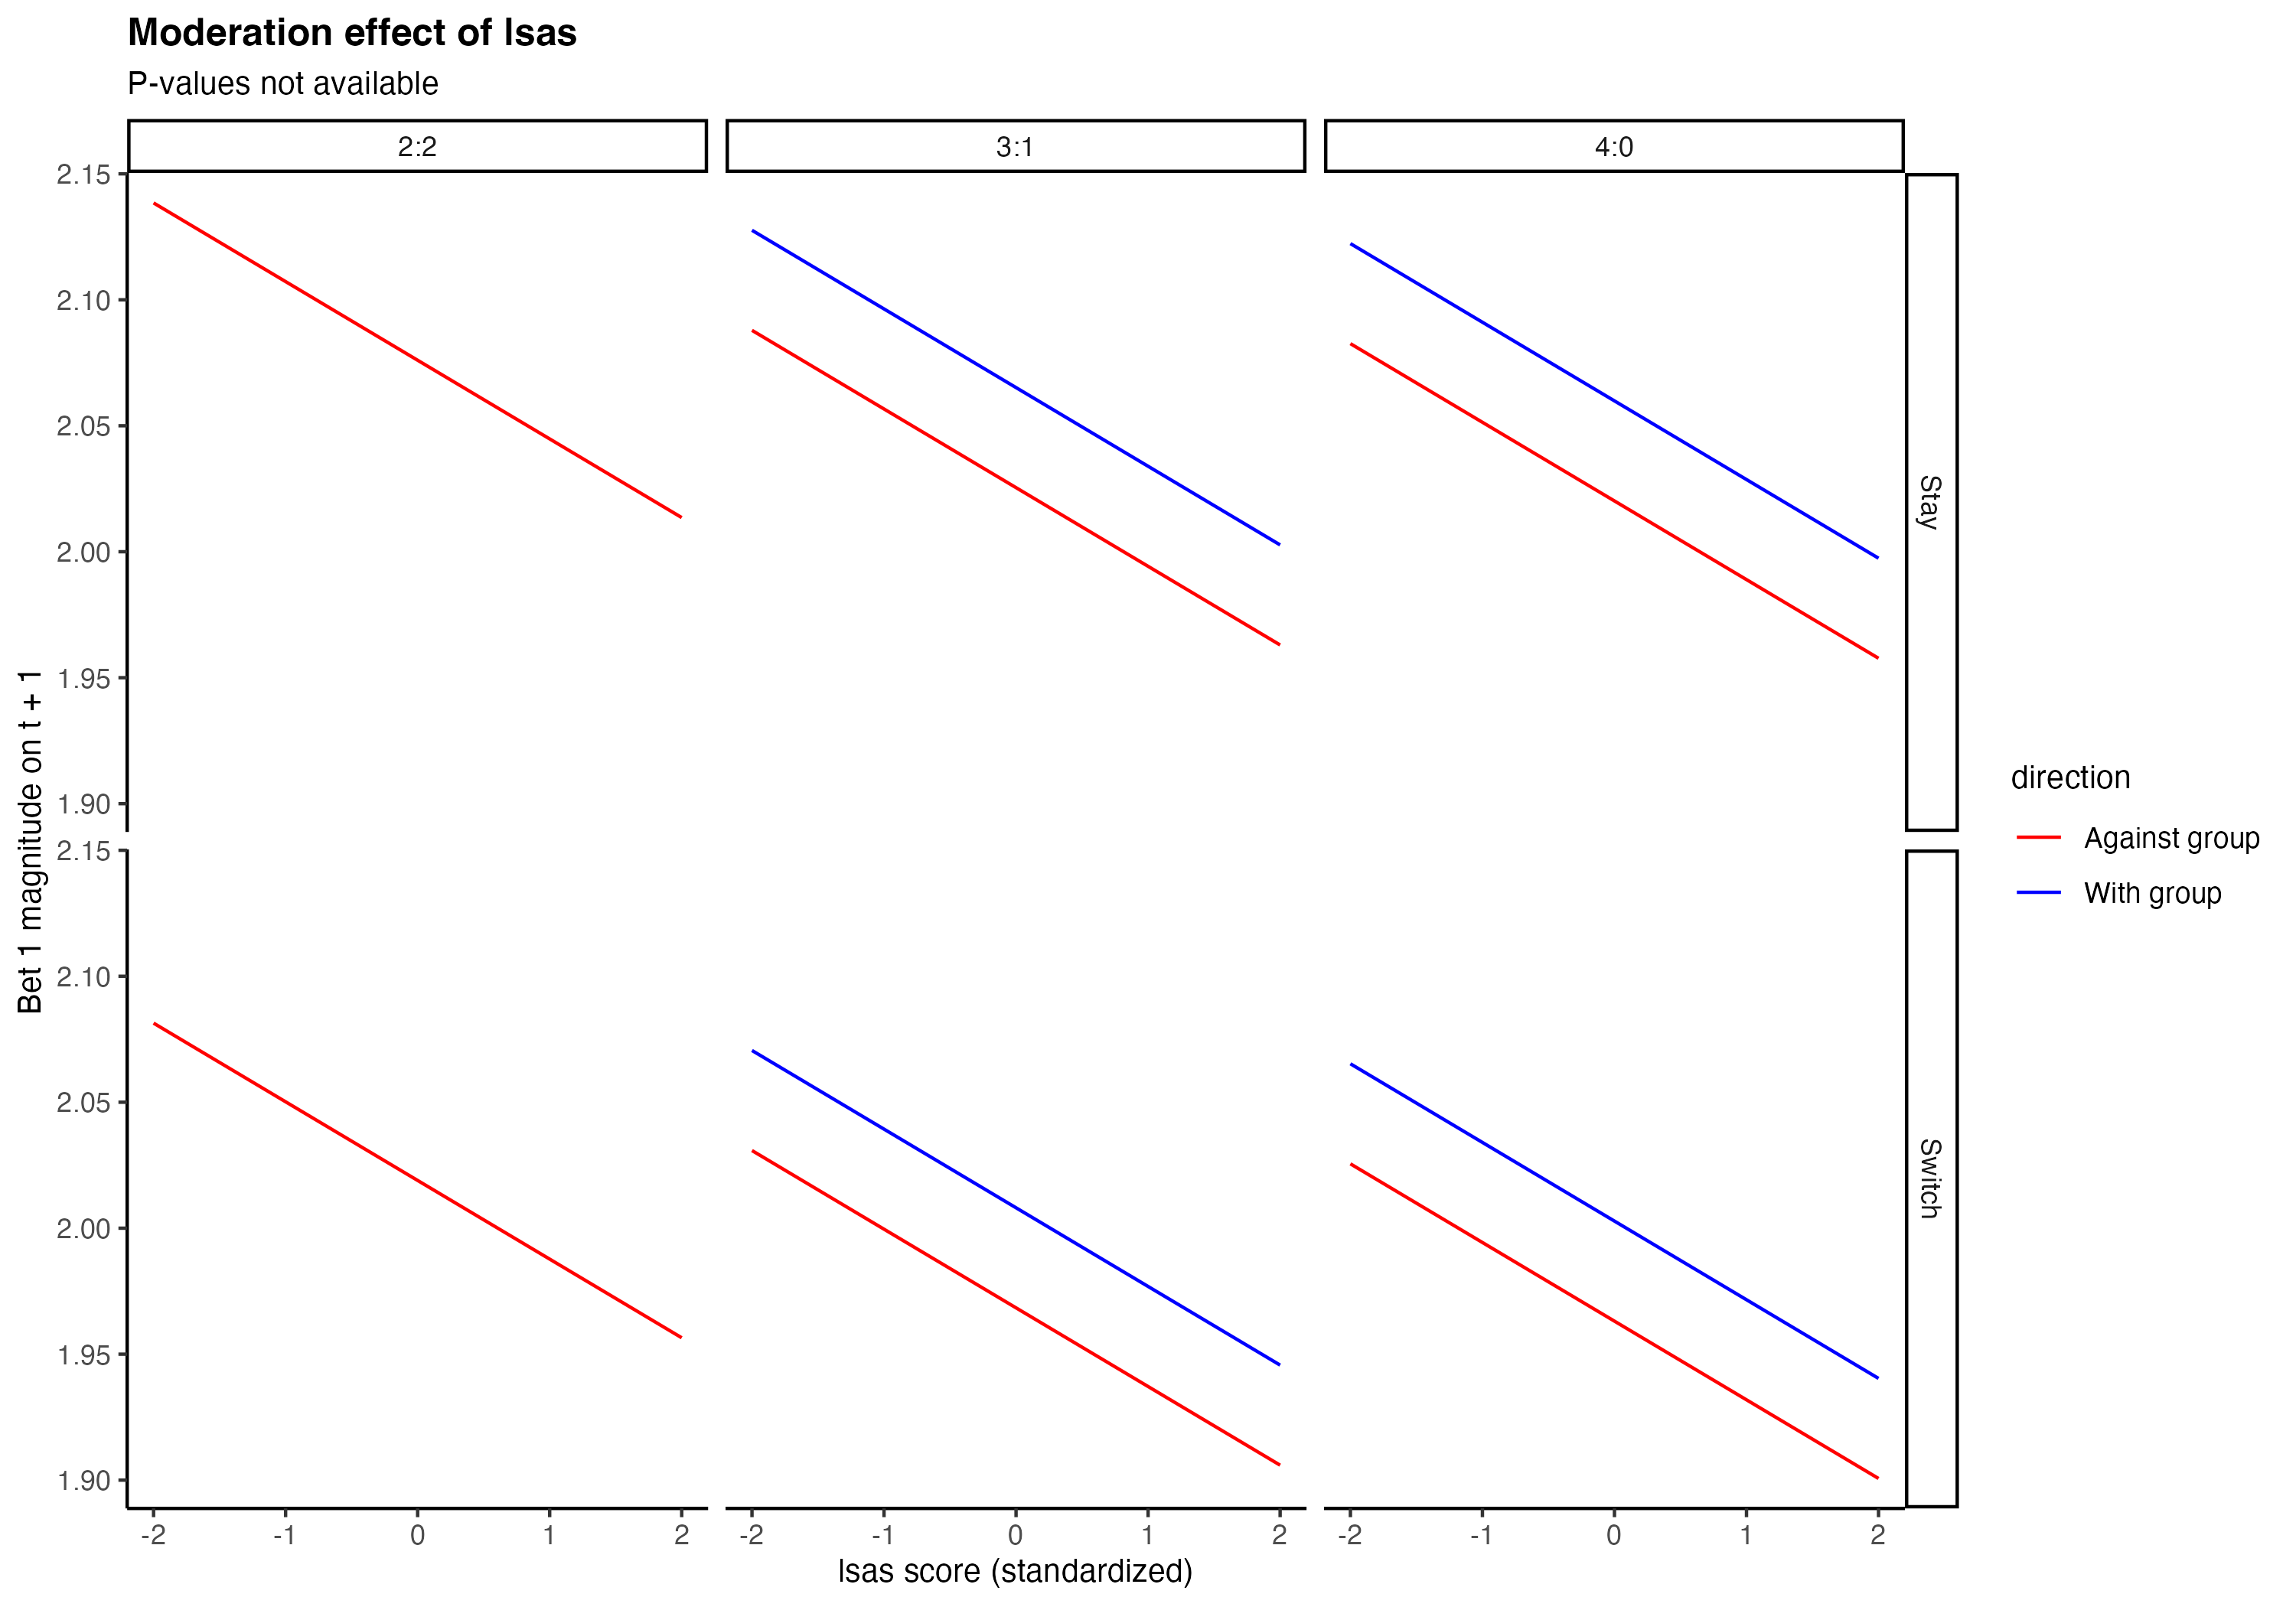 Moderation effect of lsas
P-values not available
2:2 3:1 4:0
2.15
2.10
2.05
2.00
1.95
1.90
Stay
2.15
2.10
2.05
2.00
1.95
1.90
Switch
Bet 1 magnitude on t + 1
-2 -1 0 1 2 -2 -1 0 1 2 -2 -1 0 1 2
lsas score (standardized)
direction
Against group
With group